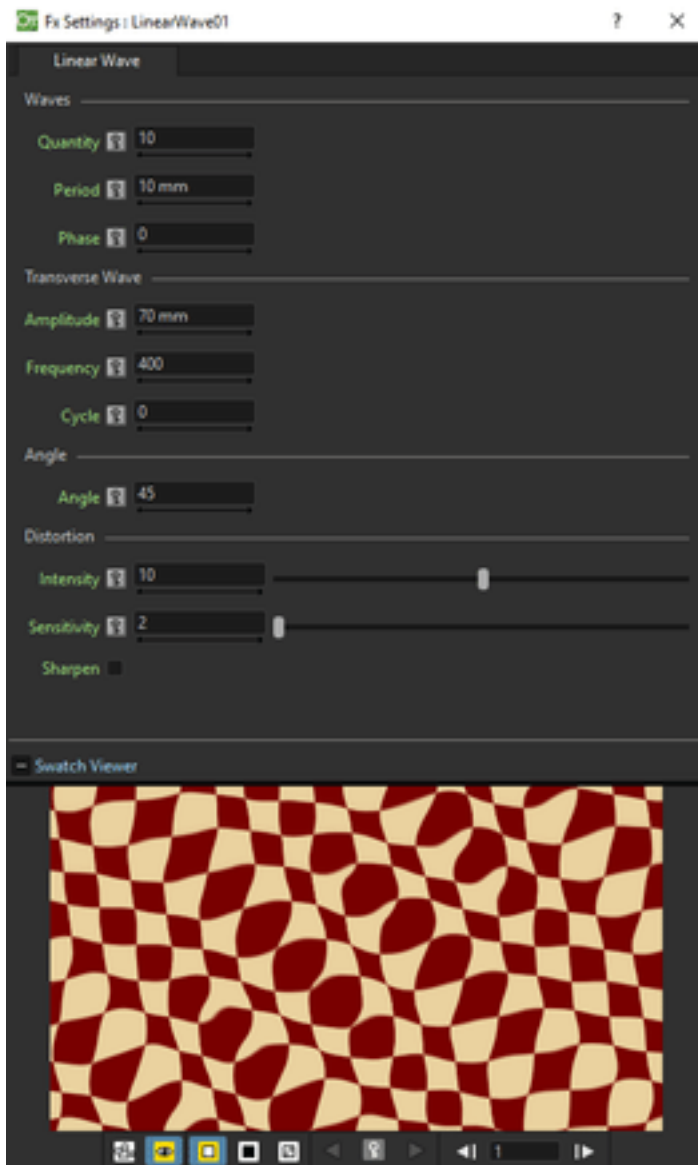 Fx Settings : LinearWave01 ? ×
Linear Wave
Waves
Quantity 10
Period 10 mm
Phase 0
Transverse Wave
Amplitude 70 mm
Frequency 400
Cycle 0
Angle
Angle 45
Distortion
Intensity 10
Sensitivity 2
Sharpen
Swatch Viewer
1